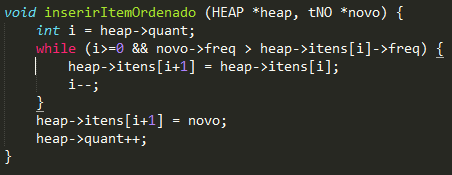 void inserirItemOrdenado (HEAP *heap, tNO *novo) {
    int i = heap->quant;
    while (i>=0 && novo->freq > heap->itens[i]->freq) {
        heap->itens[i+1] = heap->itens[i];
        i--;
    }
    heap->itens[i+1] = novo;
    heap->quant++;
}